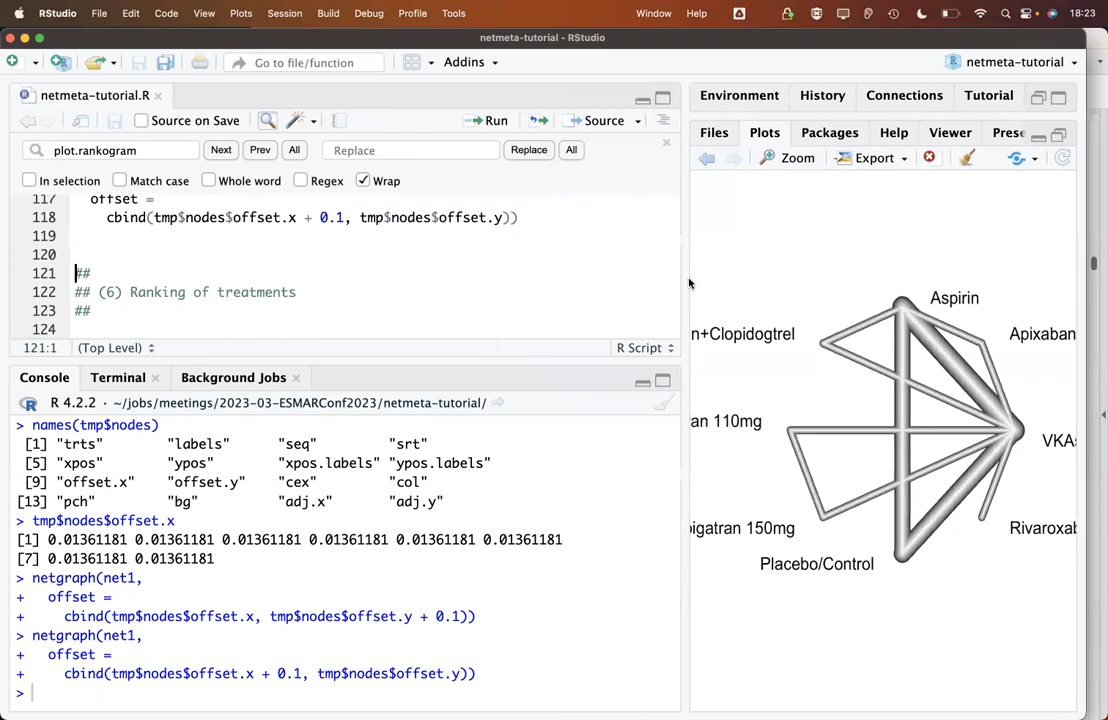 RStudio File Edit Code View Plots Session Build Debug Profile Tools Window Help 18:23
netmeta-tutorial - RStudio
Go to file/function Addins netmeta-tutorial
netmeta-tutorial.R Environment History Connections Tutorial
Source on Save Run Source Files Plots Packages Help Viewer Prese
plot.rankogram Next Prev All Replace Replace All Zoom Export
In selection Match case Whole word Regex Wrap
117 offset =
118 cbind(tmp$nodes$offset.x + 0.1, tmp$nodes$offset.y))
119
120
121 ##
122 ## (6) Ranking of treatments
123 ##
124
121:1 (Top Level) R Script
Console Terminal Background Jobs
R 4.2.2 · ~/jobs/meetings/2023-03-ESMARConf2023/netmeta-tutorial/
> names(tmp$nodes)
[1] "trts" "labels" "seq" "srt"
[5] "xpos" "ypos" "xpos.labels" "ypos.labels"
[9] "offset.x" "offset.y" "cex" "col"
[13] "pch" "bg" "adj.x" "adj.y"
> tmp$nodes$offset.x
[1] 0.01361181 0.01361181 0.01361181 0.01361181 0.01361181 0.01361181
[7] 0.01361181 0.01361181
> netgraph(net1,
+ offset =
+ cbind(tmp$nodes$offset.x, tmp$nodes$offset.y + 0.1))
> netgraph(net1,
+ offset =
+ cbind(tmp$nodes$offset.x + 0.1, tmp$nodes$offset.y))
>
Aspirin
n+Clopidogtrel Apixaban
an 110mg VKAs
bigatran 150mg Rivaroxab
Placebo/Control